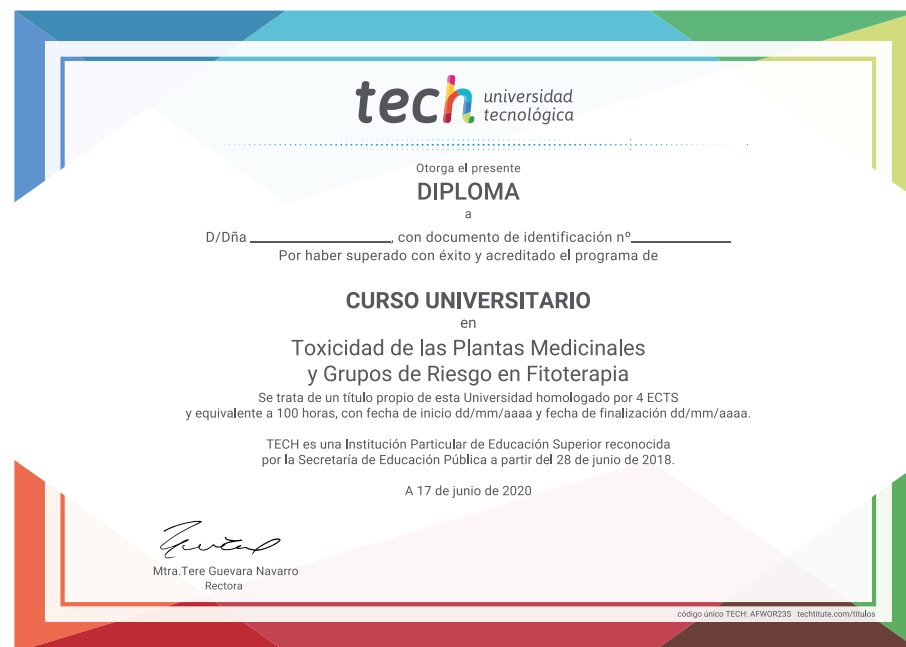 tech universidad
tecnológica
Otorga el presente
DIPLOMA
a
D/Dña ____________________, con documento de identificación nº______________
Por haber superado con éxito y acreditado el programa de
CURSO UNIVERSITARIO
en
Toxicidad de las Plantas Medicinales
y Grupos de Riesgo en Fitoterapia
Se trata de un título propio de esta Universidad homologado por 4 ECTS
y equivalente a 100 horas, con fecha de inicio dd/mm/aaaa y fecha de finalización dd/mm/aaaa.
TECH es una Institución Particular de Educación Superior reconocida
por la Secretaría de Educación Pública a partir del 28 de junio de 2018.
A 17 de junio de 2020
Mtra.Tere Guevara Navarro
Rectora
código único TECH: AFWOR23S techtitute.com/titulos